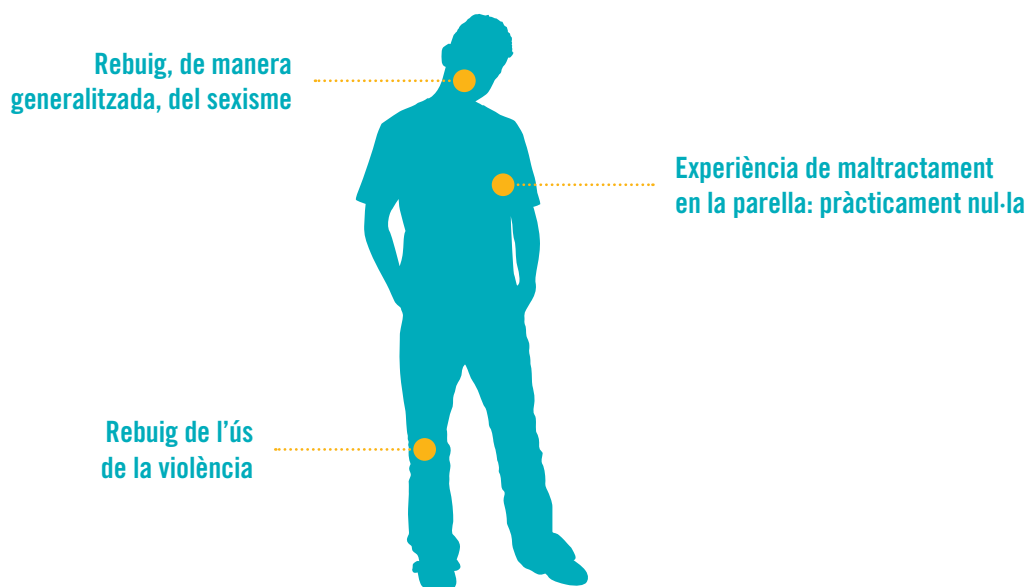 Rebuig, de manera
generalitzada, del sexisme
Experiència de maltractament
en la parella: pràcticament nul·la
Rebuig de l’ús
de la violència